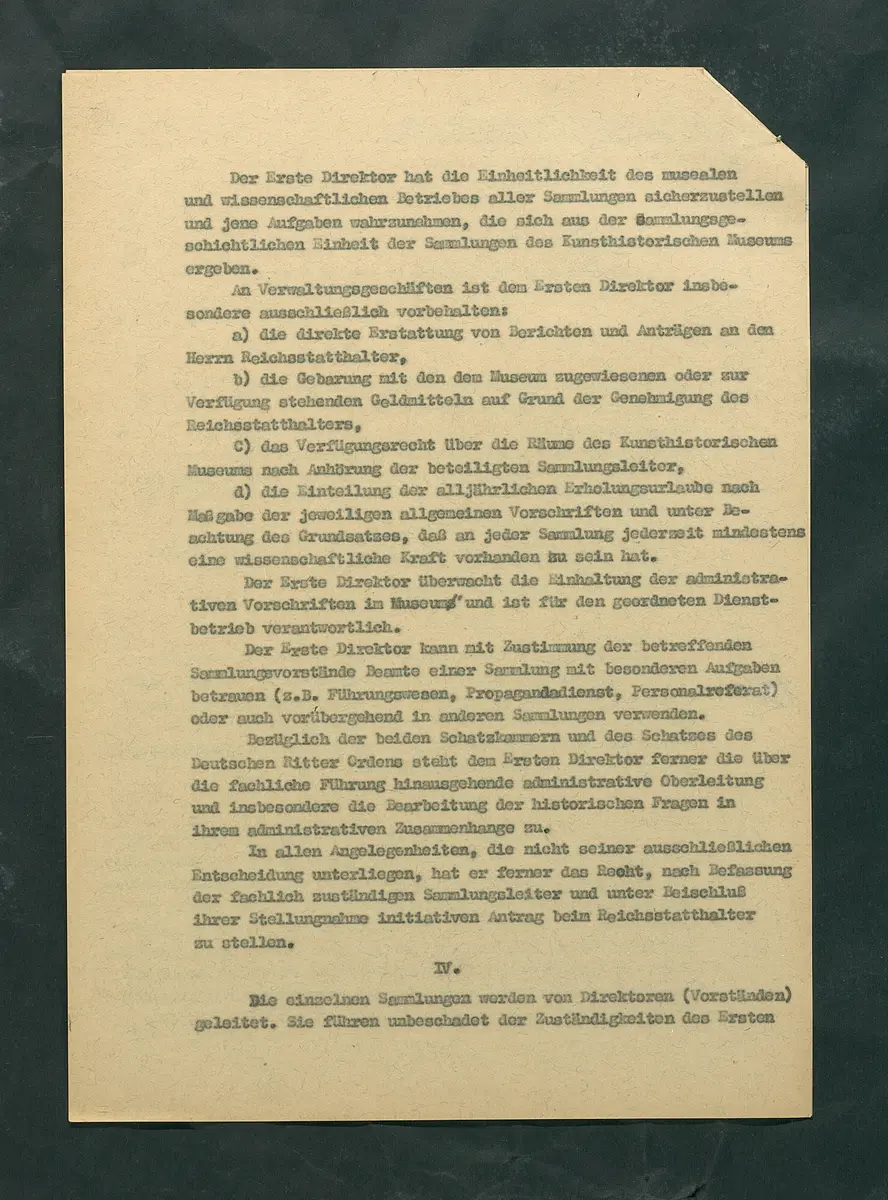 Der Erste Direktor hat die Einheitlichkeit des musealen
und wissenschaftlichen Betriebes aller Sammlungen sicherzustellen
und jene Aufgaben wahrzunehmen, die sich aus der Sammlungsge-
schichtlichen Einheit der Sammlungen des Kunsthistorischen Museums
ergeben.
An Verwaltungsgeschäften ist dem Ersten Direktor insbe-
sondere ausschließlich vorbehalten:
a) die direkte Erstattung von Berichten und Anträgen an den
Herrn Reichsstatthalter,
b) die Gebarung mit den dem Museum zugewiesenen oder zur
Verfügung stehenden Geldmitteln auf Grund der Genehmigung des
Reichsstatthalters,
C) das Verfügungsrecht über die Räume des Kunsthistorischen
Museums nach Anhörung der beteiligten Sammlungsleiter,
d) die Einteilung der alljährlichen Erholungsurlaube nach
Maßgabe der jeweiligen allgemeinen Vorschriften und unter Be-
achtung des Grundsatzes, daß an jeder Sammlung jederzeit mindestens
eine wissenschaftliche Kraft vorhanden zu sein hat.
Der Erste Direktor überwacht die Einhaltung der administra-
tiven Vorschriften im Museum und ist für den geordneten Dienst-
betrieb verantwortlich.
Der Erste Direktor kann mit Zustimmung der betreffenden
Sammlungsvorstände Beamte einer Sammlung mit besonderen Aufgaben
betrauen (z.B. Führungswesen, Propagandadienst, Personalreferat)
oder auch vorübergehend in anderen Sammlungen verwenden.
Bezüglich der beiden Schatzkammern und des Schatzes des
Deutschen Ritter Ordens steht dem Ersten Direktor ferner die über
die fachliche Führung hinausgehende administrative Oberleitung
und insbesondere die Bearbeitung der historischen Fragen in
ihrem administrativen Zusammenhange zu.
In allen Angelegenheiten, die nicht seiner ausschließlichen
Entscheidung unterliegen, hat er ferner das Recht, nach Befassung
der fachlich zuständigen Sammlungsleiter und unter Beischluß
ihrer Stellungnahme initiativen Antrag beim Reichsstatthalter
zu stellen.
IV.
Die einzelnen Sammlungen werden von Direktoren (Vorständen)
geleitet. Sie führen unbeschadet der Zuständigkeiten des Ersten